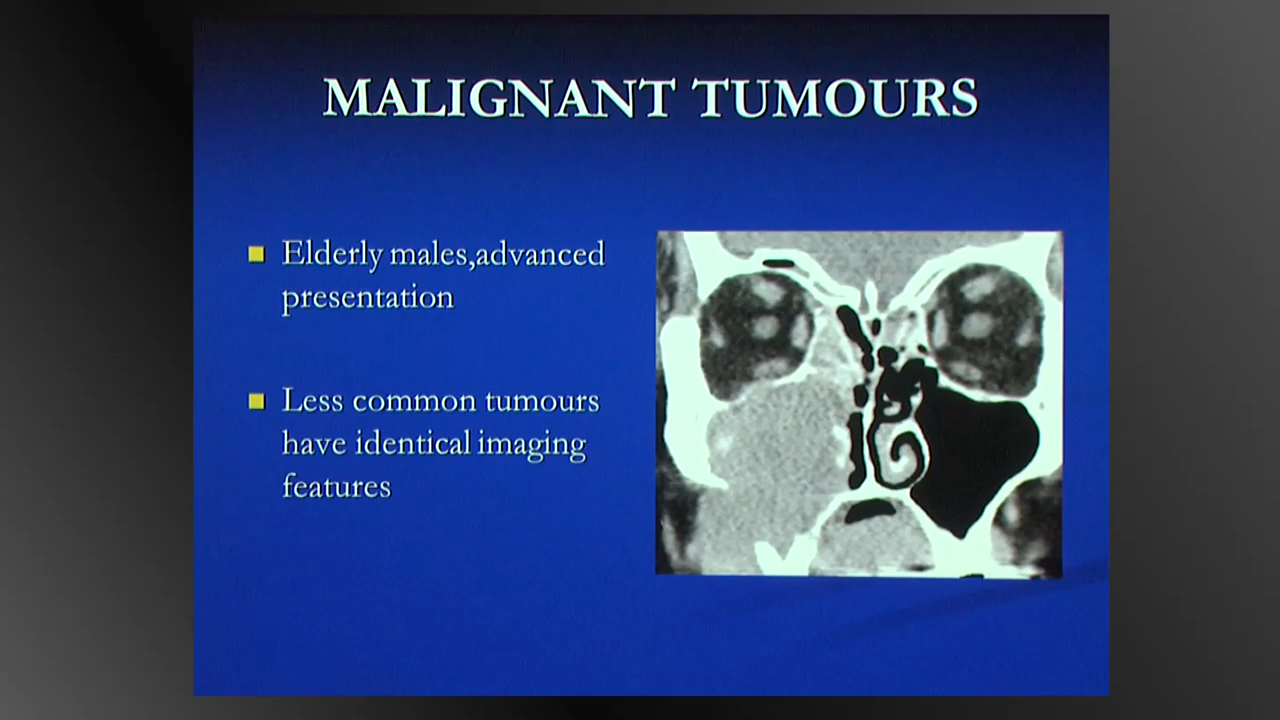 MALIGNANT TUMOURS
Elderly males,advanced
presentation
Less common tumours
have identical imaging
features